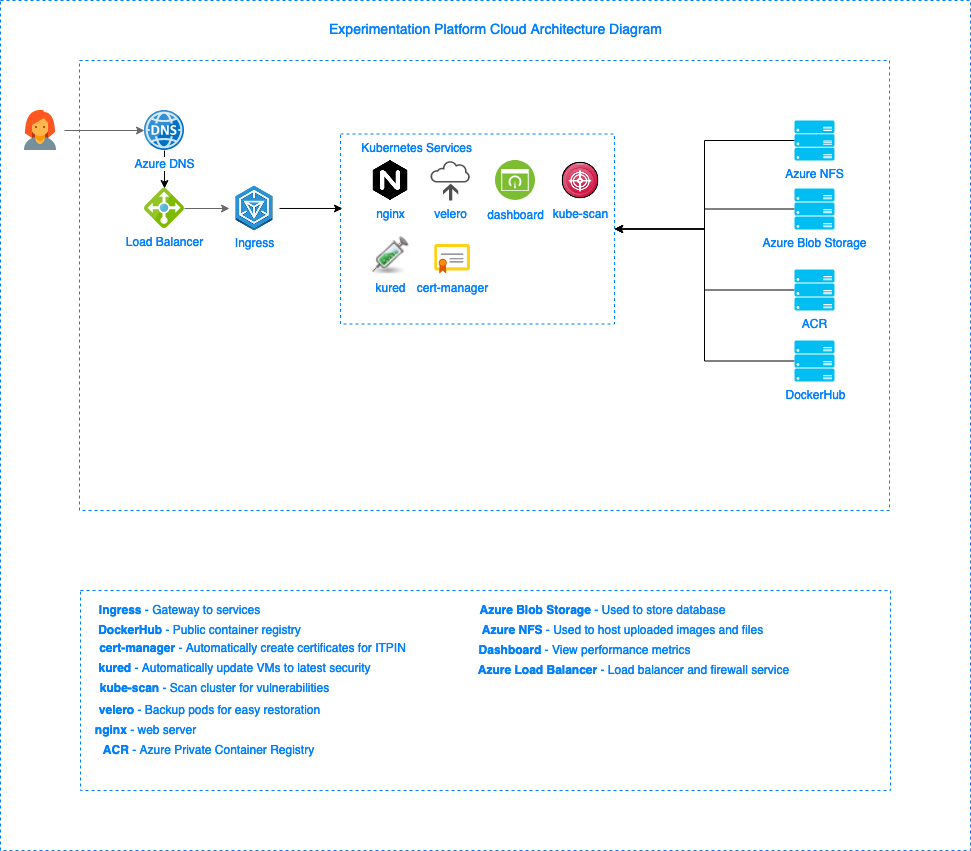 Experimentation Platform Cloud Architecture Diagram
DNS
Azure DNS
Load Balancer
Ingress
Kubernetes Services
N
nginx
velero
dashboard
kube-scan
kured
cert-manager
Azure NFS
Azure Blob Storage
ACR
DockerHub
Ingress - Gateway to services
DockerHub - Public container registry
cert-manager - Automatically create certificates for ITPIN
kured - Automatically update VMs to latest security
kube-scan - Scan cluster for vulnerabilities
velero - Backup pods for easy restoration
nginx - web server
ACR - Azure Private Container Registry
Azure Blob Storage - Used to store database
Azure NFS - Used to host uploaded images and files
Dashboard - View performance metrics
Azure Load Balancer - Load balancer and firewall service